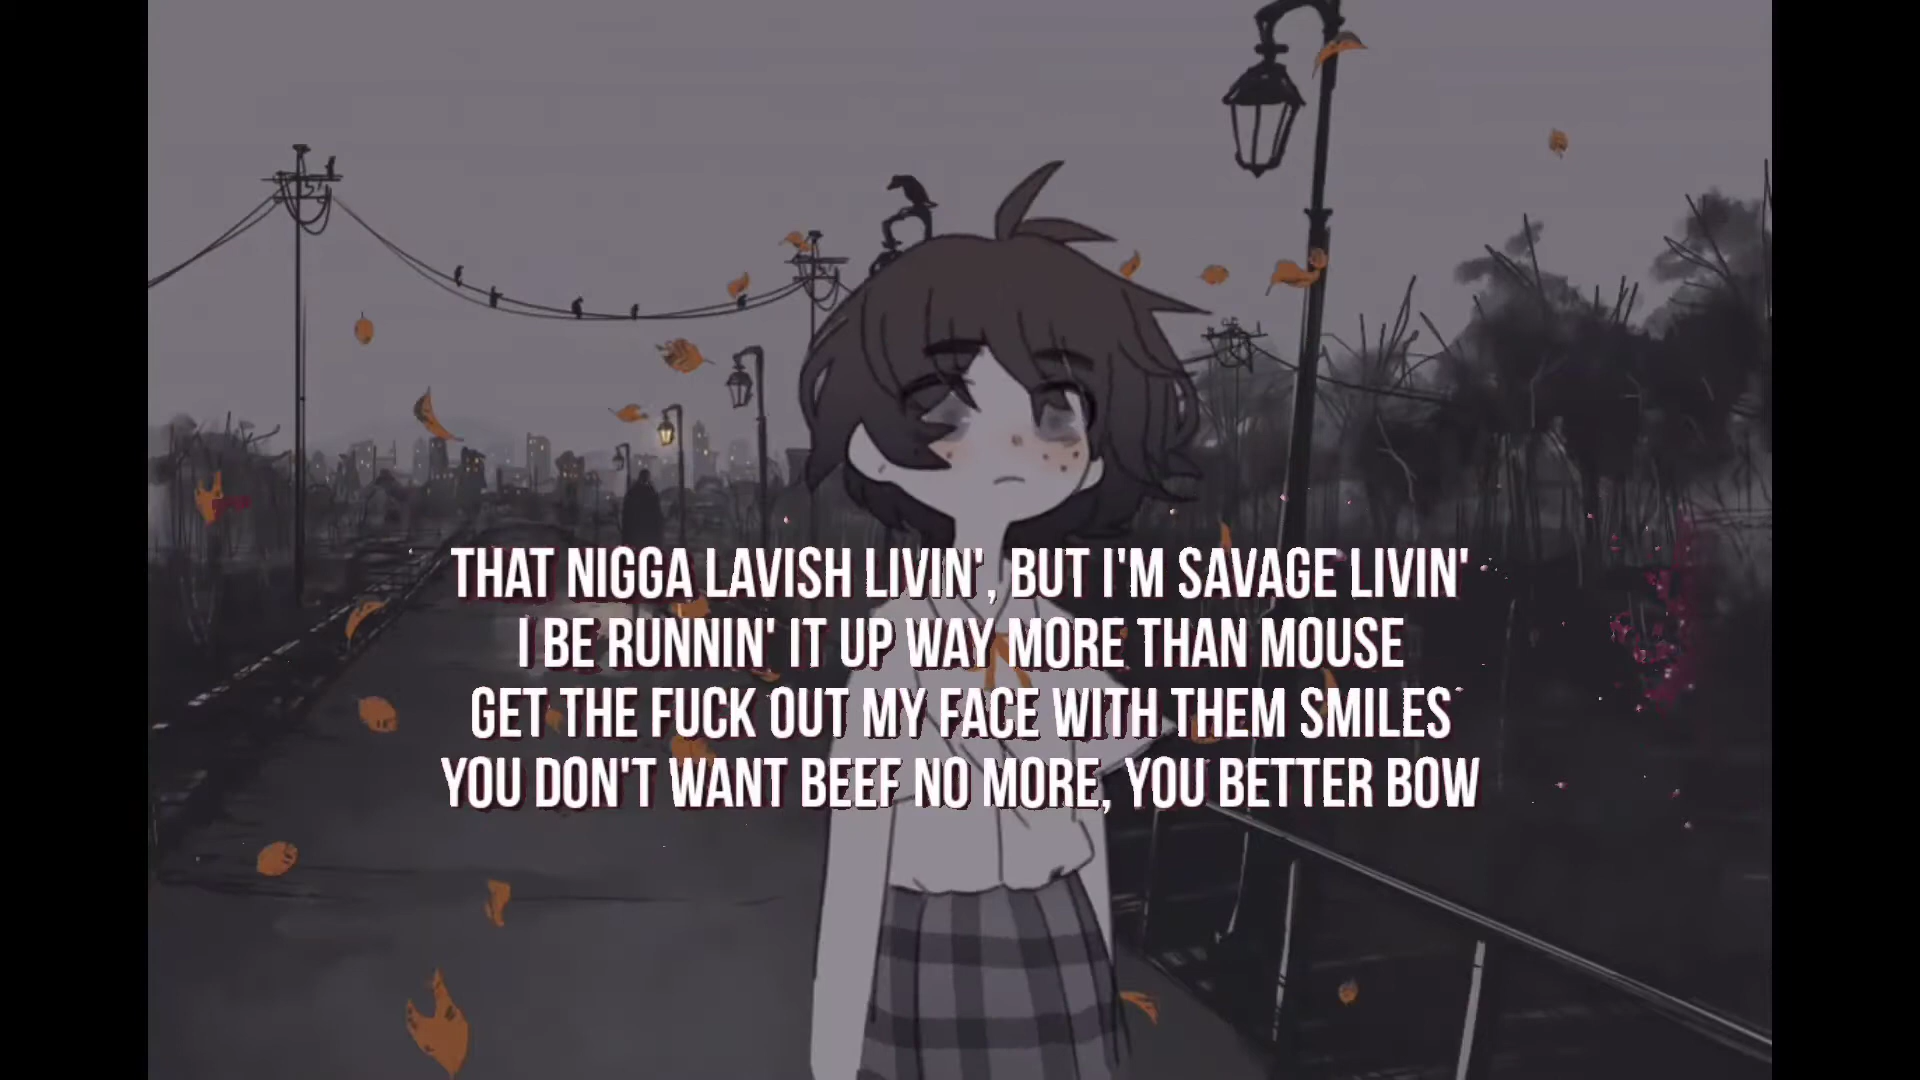 THAT NIGGA LAVISH LIVIN', BUT I'M SAVAGE LIVIN'
I BE RUNNIN' IT UP WAY MORE THAN MOUSE
GET THE FUCK OUT MY FACE WITH THEM SMILES
YOU DON'T WANT BEEF NO MORE, YOU BETTER BOW